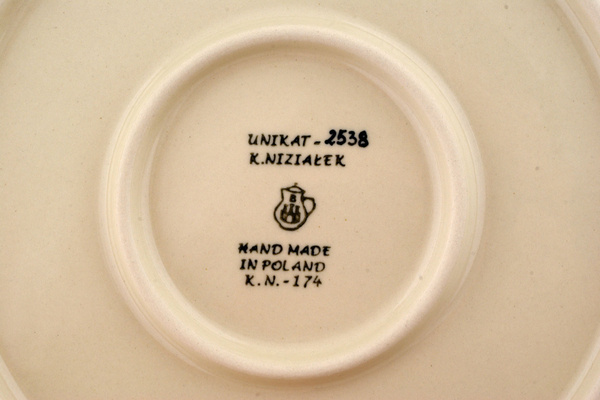 UNIKAT-2538
K.NIZIAŁEK
B
HAND MADE
IN POLAND
K.N.-174